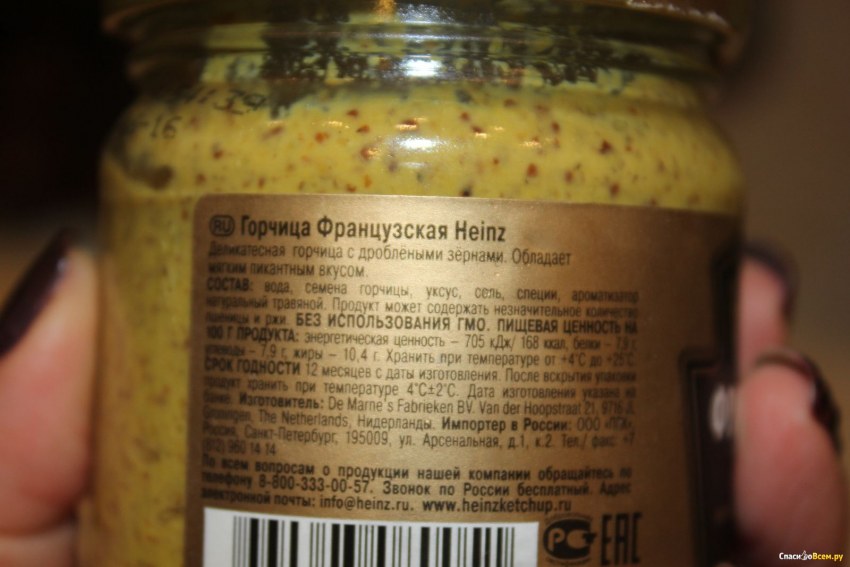 -16
RU Горчица Французская Heinz
Деликатесная горчица с дроблёными зёрнами. Обладает
мягким пикантным вкусом.
СОСТАВ: вода, семена горчицы, уксус, соль, специи, ароматизатор
натуральный травяной. Продукт может содержать незначительное количество
пшеницы и ржи. БЕЗ ИСПОЛЬЗОВАНИЯ ГМО. ПИЩЕВАЯ ЦЕННОСТЬ НА
100 Г ПРОДУКТА: энергетическая ценность – 705 кДж/ 168 ккал, белки – 7,9 г,
углеводы – 7,9 г, жиры – 10,4 г. Хранить при температуре от +4°С до +25°С.
СРОК ГОДНОСТИ 12 месяцев с даты изготовления. После вскрытия упаковки
продукт хранить при температуре 4°С±2°С. Дата изготовления указана на
банке. Изготовитель: De Marne's Fabrieken BV. Van der Hoopstraat 21, 9716 JL
Groningen, The Netherlands, Нидерланды. Импортер в России: ООО «ПГХ»,
Россия, Санкт-Петербург, 195009, ул. Арсенальная, д.1, к.2. Тел./ факс: +7
(812) 960 14 14
По всем вопросам о продукции нашей компании обращайтесь по
телефону 8-800-333-00-57. Звонок по России бесплатный. Адрес
электронной почты: info@heinz.ru. www.heinzketchup.ru
РС EAC
СпасибоВсем.ру